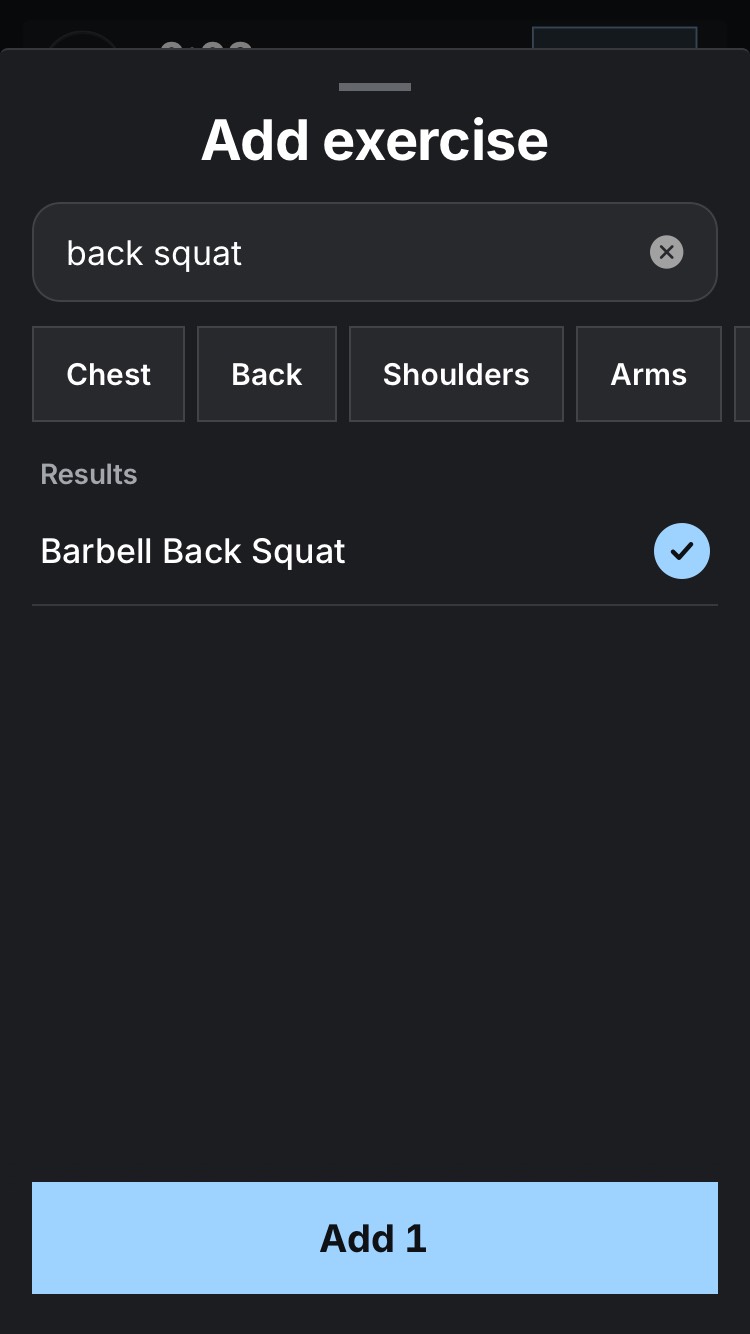 Add exercise
back squat
Chest Back Shoulders Arms
Results
Barbell Back Squat
Add 1